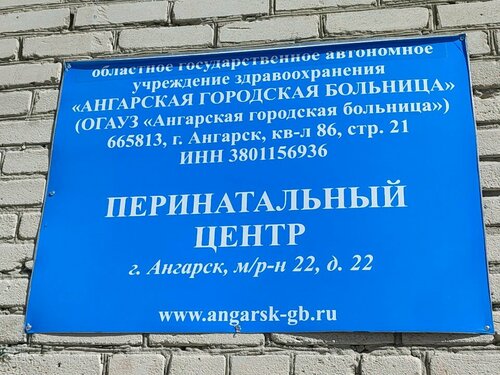 областное государственное автономное
учреждение здравоохранения
«АНГАРСКАЯ ГОРОДСКАЯ БОЛЬНИЦА»
(ОГАУЗ «Ангарская городская больница»)
665813, г. Ангарск, кв-л 86, стр. 21
ИНН 3801156936
ПЕРИНАТАЛЬНЫЙ
ЦЕНТР
г. Ангарск, м/р-н 22, д. 22
www.angarsk-gb.ru